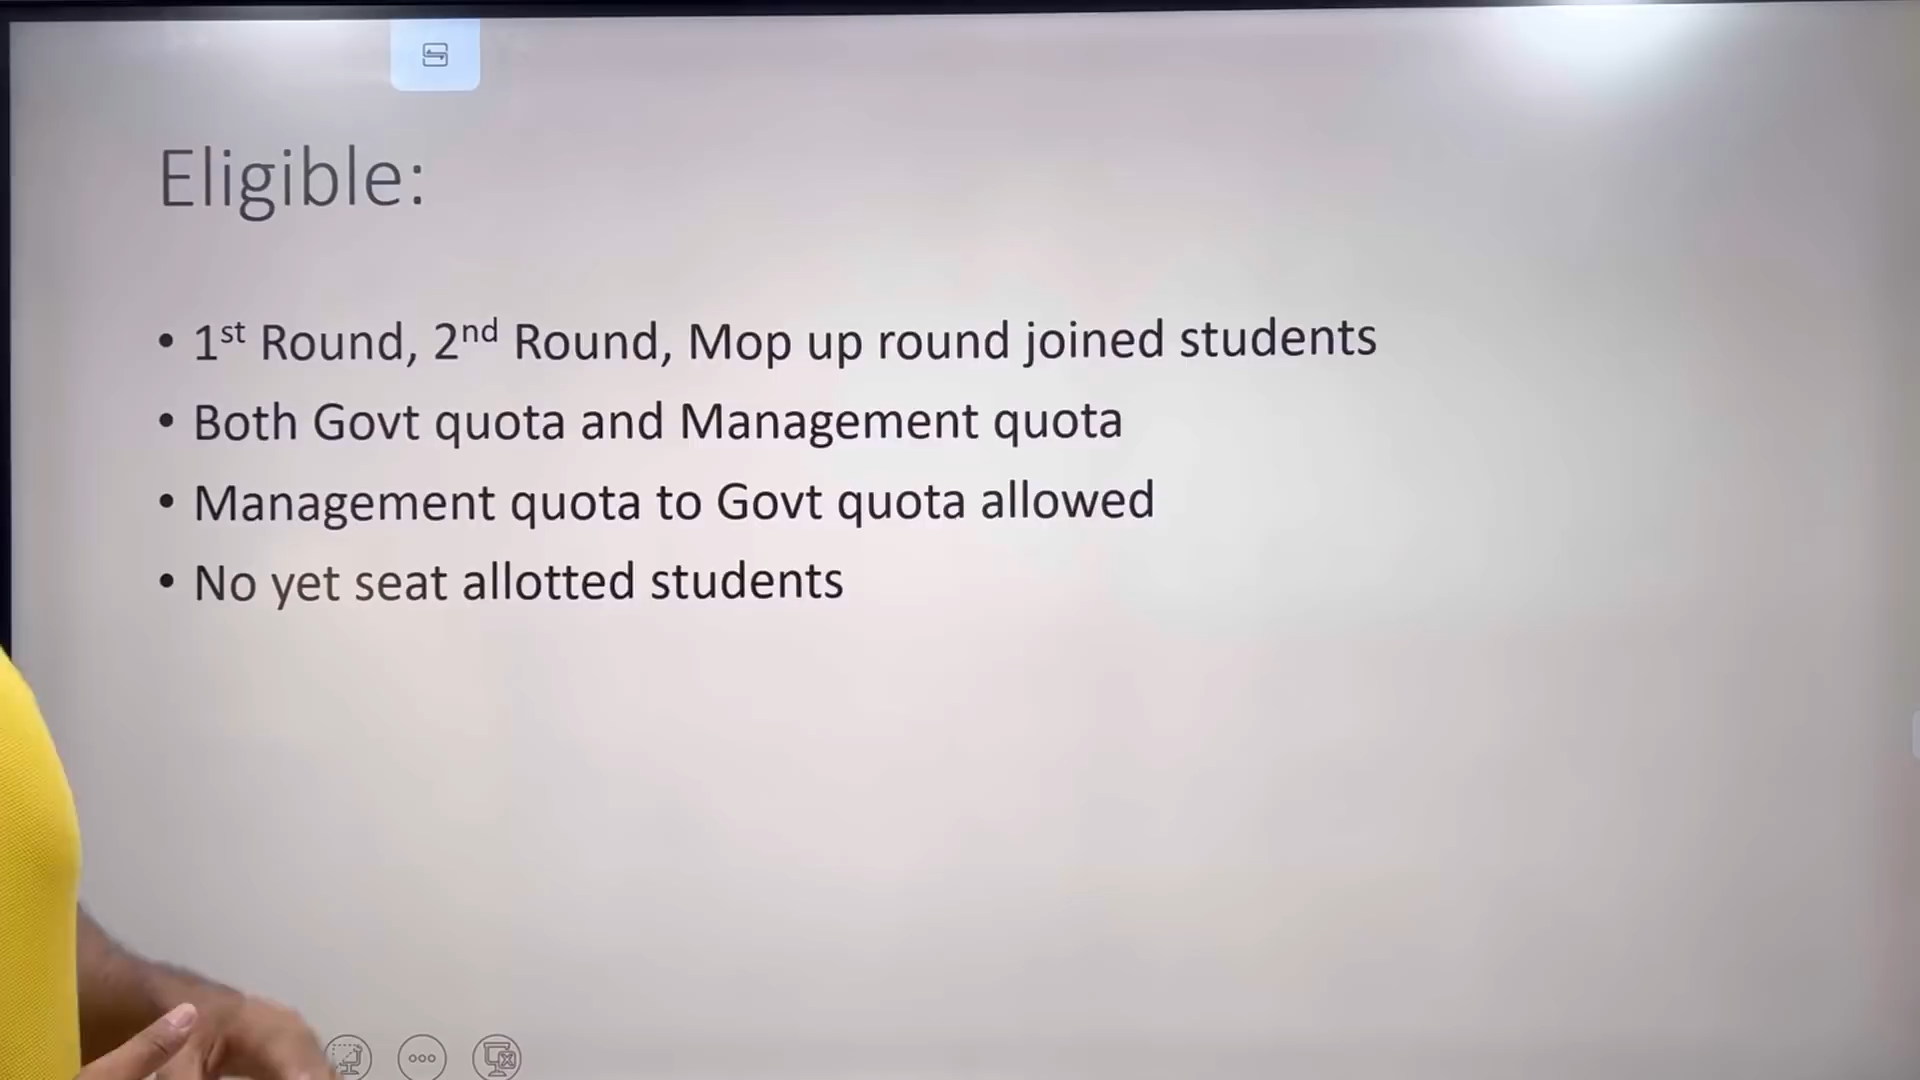 Eligible:
• 1st Round, 2nd Round, Mop up round joined students
• Both Govt quota and Management quota
• Management quota to Govt quota allowed
• No yet seat allotted students